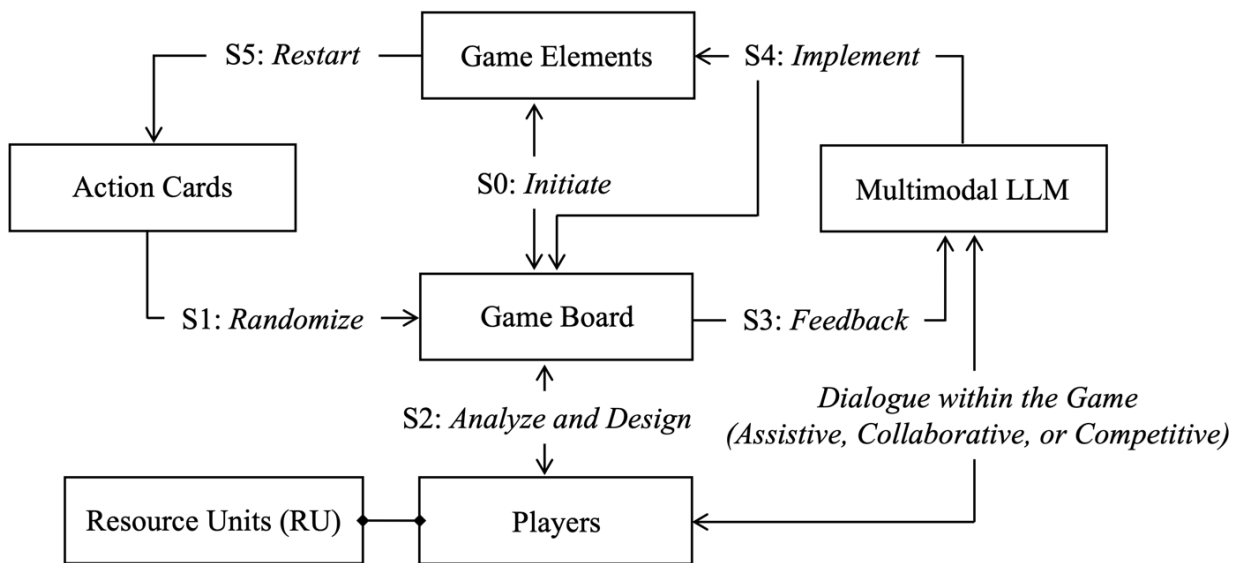 S5: Restart
Game Elements
S4: Implement
Action Cards
S0: Initiate
Multimodal LLM
S1: Randomize
Game Board
S3: Feedback
S2: Analyze and Design
Dialogue within the Game
(Assistive, Collaborative, or Competitive)
Resource Units (RU)
Players